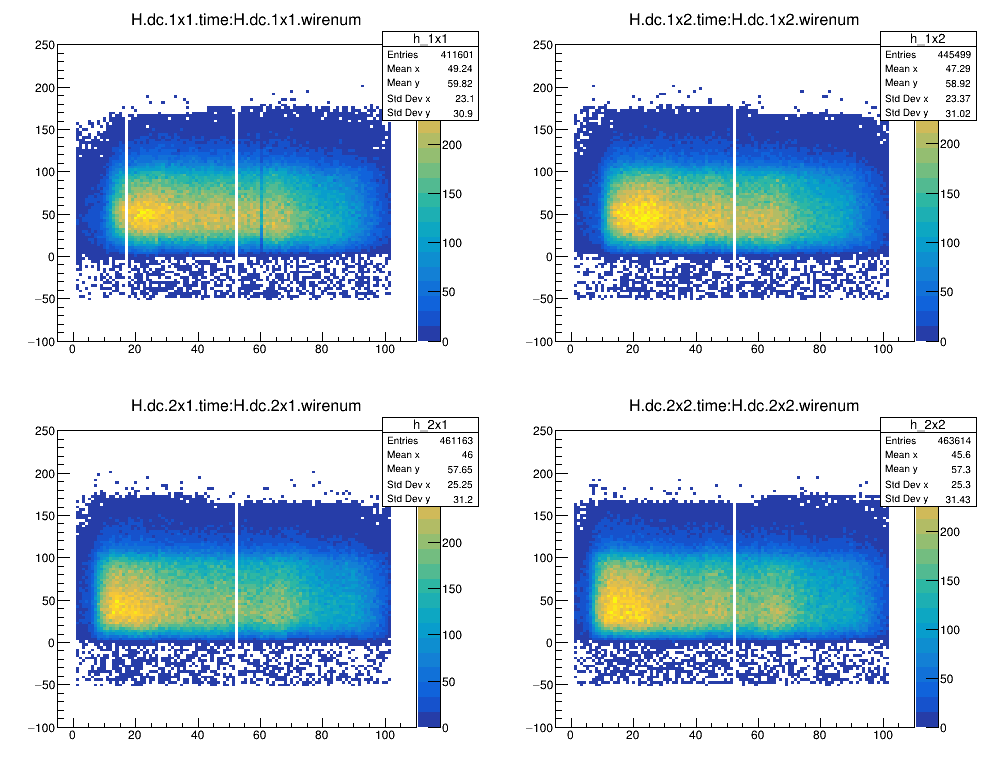 H.dc.1x1.time:H.dc.1x1.wirenum
h_1x1
Entries 411601
Mean x 49.24
Mean y 59.82
Std Dev x 23.1
Std Dev y 30.9
250
200
150
100
50
0
−50
−100
0 20 40 60 80 100
200
150
100
50
0
H.dc.1x2.time:H.dc.1x2.wirenum
h_1x2
Entries 445499
Mean x 47.29
Mean y 58.92
Std Dev x 23.37
Std Dev y 31.02
250
200
150
100
50
0
−50
−100
0 20 40 60 80 100
200
150
100
50
0
H.dc.2x1.time:H.dc.2x1.wirenum
h_2x1
Entries 461163
Mean x 46
Mean y 57.65
Std Dev x 25.25
Std Dev y 31.2
250
200
150
100
50
0
−50
−100
0 20 40 60 80 100
200
150
100
50
0
H.dc.2x2.time:H.dc.2x2.wirenum
h_2x2
Entries 463614
Mean x 45.6
Mean y 57.3
Std Dev x 25.3
Std Dev y 31.43
250
200
150
100
50
0
−50
−100
0 20 40 60 80 100
200
150
100
50
0